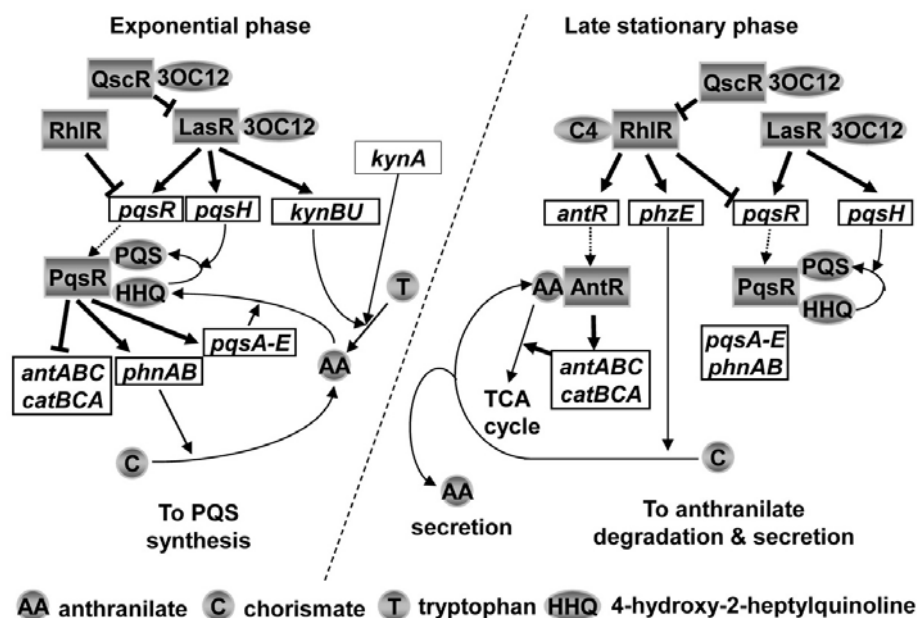 Exponential phase
QscR 3OC12
RhlR LasR 3OC12
kynA
pqsR pqsH kynBU
PqsR PQS
HHQ
T
pqsA-E
antABC
catBCA
phnAB
AA
C
To PQS
synthesis
Late stationary phase
QscR 3OC12
C4 RhlR LasR 3OC12
antR phzE pqsR pqsH
AA AntR
PqsR PQS
HHQ
antABC
catBCA
pqsA-E
phnAB
TCA
cycle
C
AA
secretion
To anthranilate
degradation & secretion
AA anthranilate C chorismate T tryptophan HHQ 4-hydroxy-2-heptylquinoline